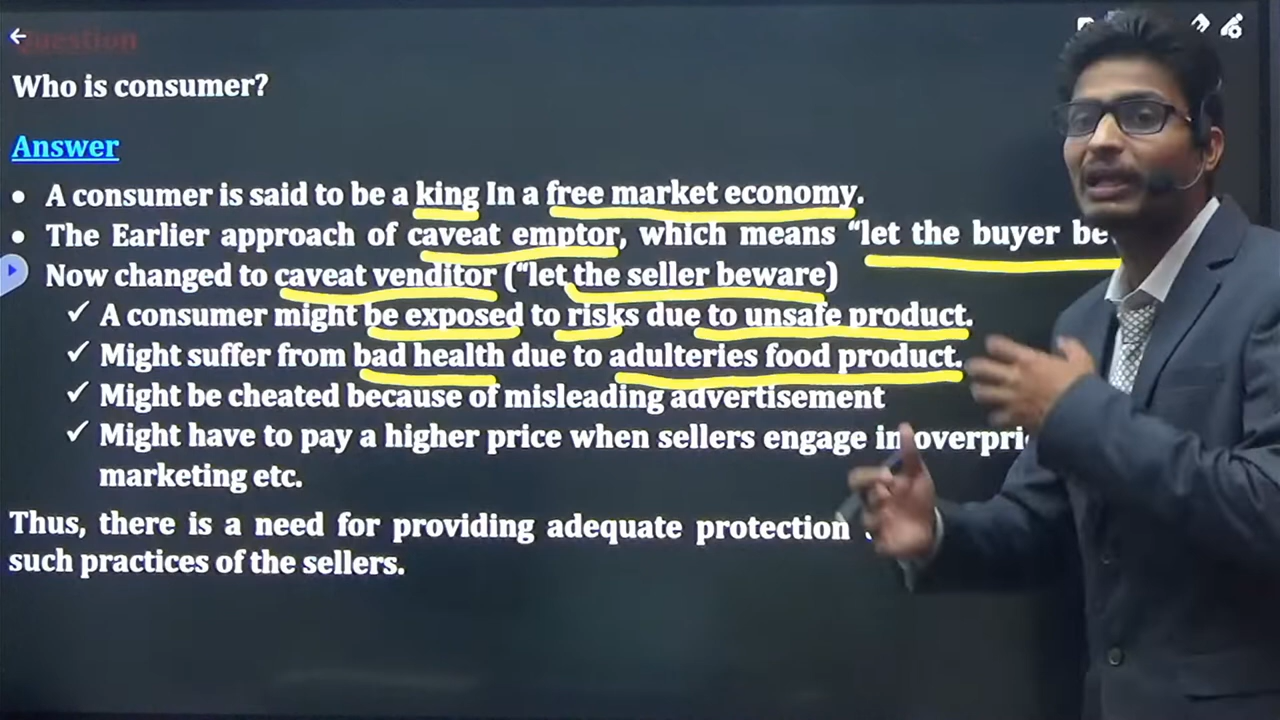 Question
Who is consumer?
Answer
• A consumer is said to be a king In a free market economy.
• The Earlier approach of caveat emptor, which means “let the buyer
Now changed to caveat venditor (“let the seller beware)
✓ A consumer might be exposed to risks due to unsafe product.
✓ Might suffer from bad health due to adulteries food product.
✓ Might be cheated because of misleading advertisement
✓ Might have to pay a higher price when sellers engage in
marketing etc.
Thus, there is a need for providing adequate protection
such practices of the sellers.